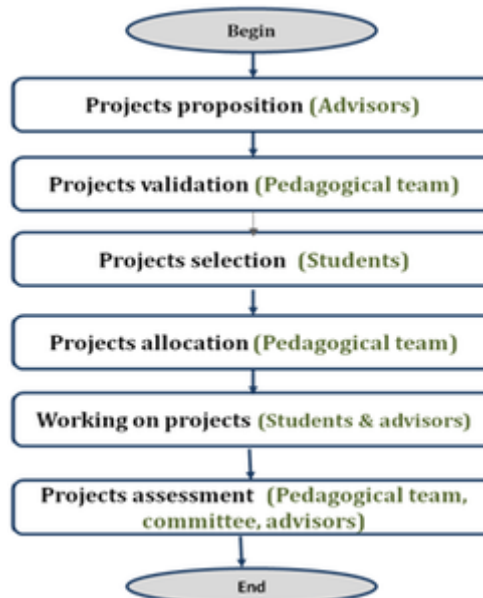 Begin
Projects proposition (Advisors)
Projects validation (Pedagogical team)
Projects selection (Students)
Projects allocation (Pedagogical team)
Working on projects (Students & advisors)
Projects assessment (Pedagogical team,
committee, advisors)
End